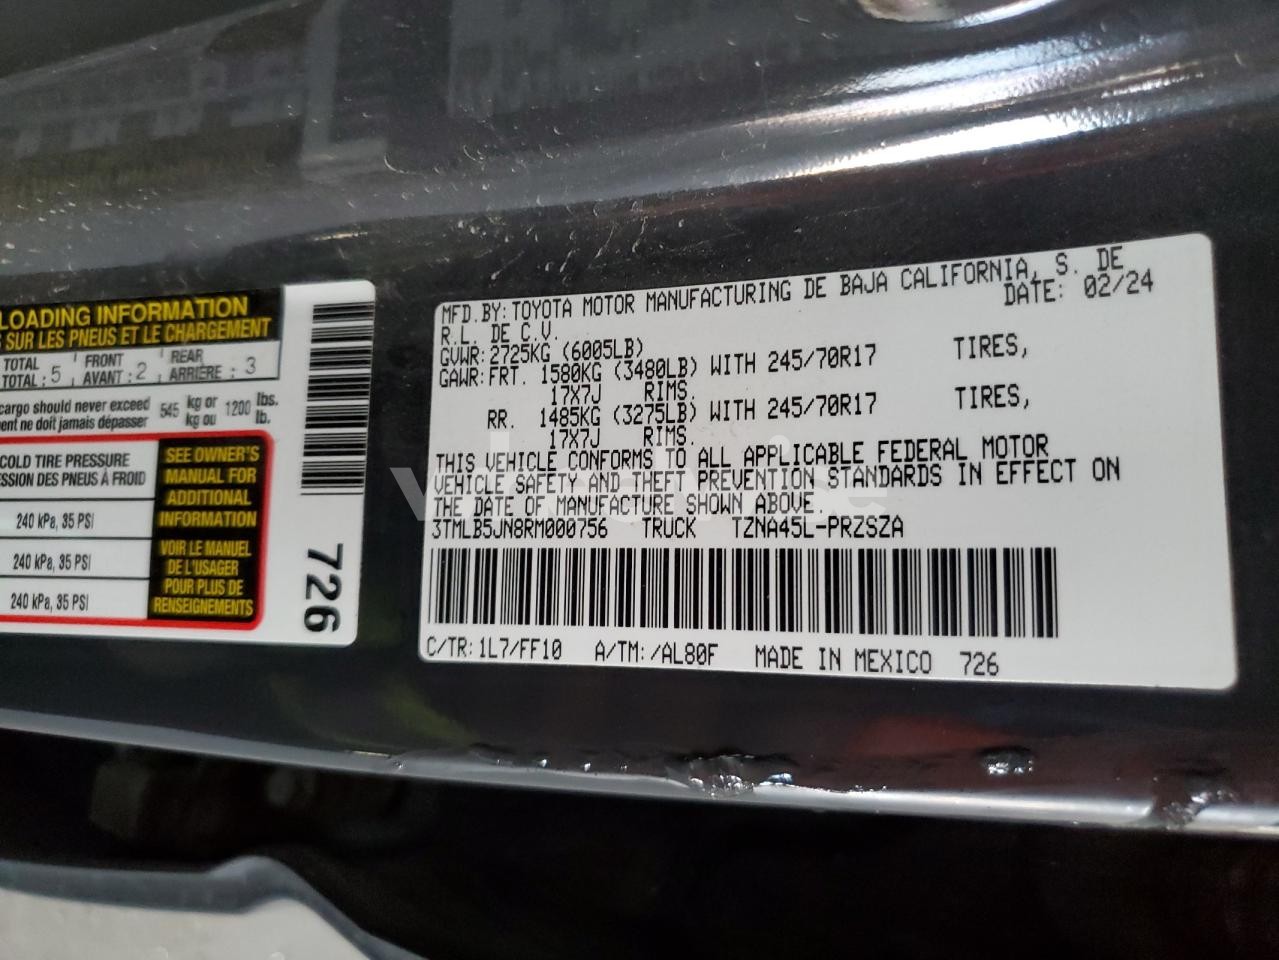 LOADING INFORMATION
SUR LES PNEUS ET LE CHARGEMENT
TOTAL
TOTAL : 5
FRONT
AVANT : 2
REAR
ARRIÈRE : 3
cargo should never exceed
ne doit jamais dépasser
545 kg or
kg ou
1200 lbs.
lb.
COLD TIRE PRESSURE
DES PNEUS À FROID
240 kPa, 35 PSI
240 kPa, 35 PSI
240 kPa, 35 PSI
SEE OWNER'S
MANUAL FOR
ADDITIONAL
INFORMATION
VOIR LE MANUEL
DE L'USAGER
POUR PLUS DE
RENSEIGNEMENTS
726
MFD. BY: TOYOTA MOTOR MANUFACTURING DE BAJA CALIFORNIA, S. DE
R.L. DE C.V. DATE: 02/24
GVWR: 2725KG (6005LB)
GAWR: FRT. 1580KG (3480LB) WITH 245/70R17 TIRES,
17X7J RIMS.
RR. 1485KG (3275LB) WITH 245/70R17 TIRES,
17X7J RIMS.
THIS VEHICLE CONFORMS TO ALL APPLICABLE FEDERAL MOTOR
VEHICLE SAFETY AND THEFT PREVENTION STANDARDS IN EFFECT ON
THE DATE OF MANUFACTURE SHOWN ABOVE.
3TMLB5JN8RM000756 TRUCK TZNA45L-PRZSZA
C/TR: 1L7/FF10 A/TM: /AL80F MADE IN MEXICO 726